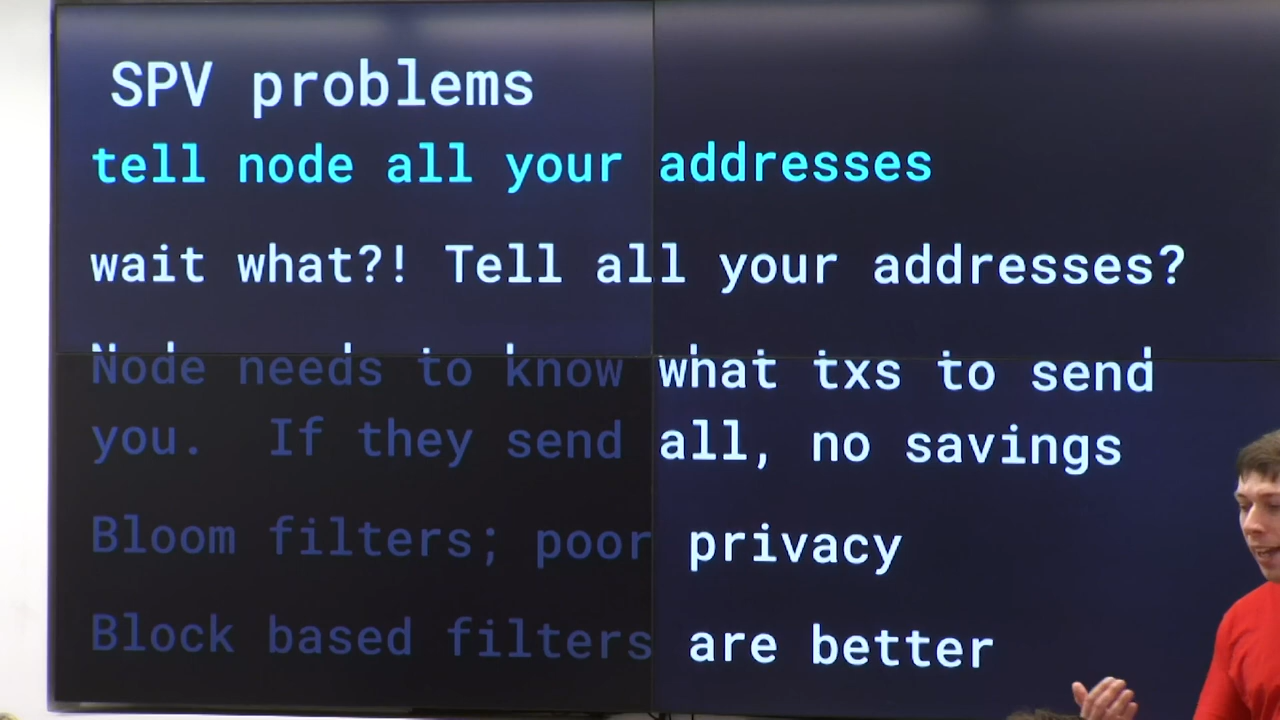 SPV problems
tell node all your addresses
wait what?! Tell all your addresses?
Node needs to know what txs to send
you. If they send all, no savings
Bloom filters; poor privacy
Block based filters are better